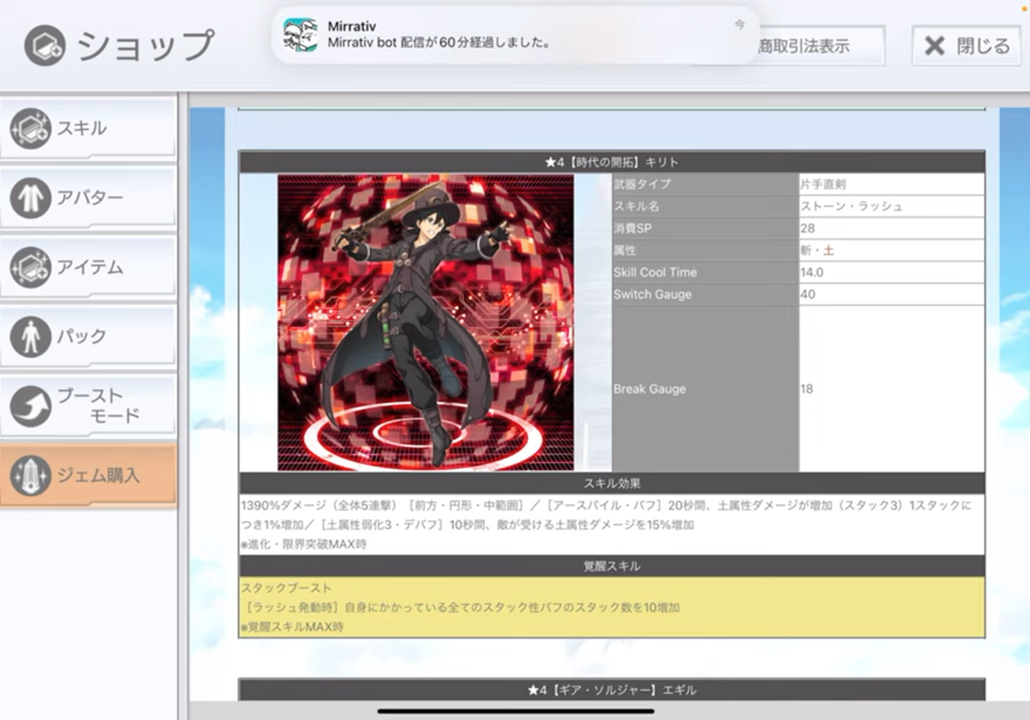 ショップ
Mirrativ
今
Mirrativ bot 配信が60分経過しました。
商取引法表示
閉じる
スキル
アバター
アイテム
パック
ブースト
モード
ジェム購入
★4【時代の開拓】キリト
武器タイプ 片手直剣
スキル名 ストーン・ラッシュ
消費SP 28
属性 斬・土
Skill Cool Time 14.0
Switch Gauge 40
Break Gauge 18
スキル効果
1390%ダメージ（全体5連撃）［前方・円形・中範囲］／［アースパイル・バフ］20秒間、土属性ダメージが増加（スタック3）1スタックに
つき1%増加／［土属性弱化3・デバフ］10秒間、敵が受ける土属性ダメージを15%増加
※進化・限界突破MAX時
覚醒スキル
スタックブースト
［ラッシュ発動時］自身にかかっている全てのスタック性バフのスタック数を10増加
※覚醒スキルMAX時
★4【ギア・ソルジャー】エギル